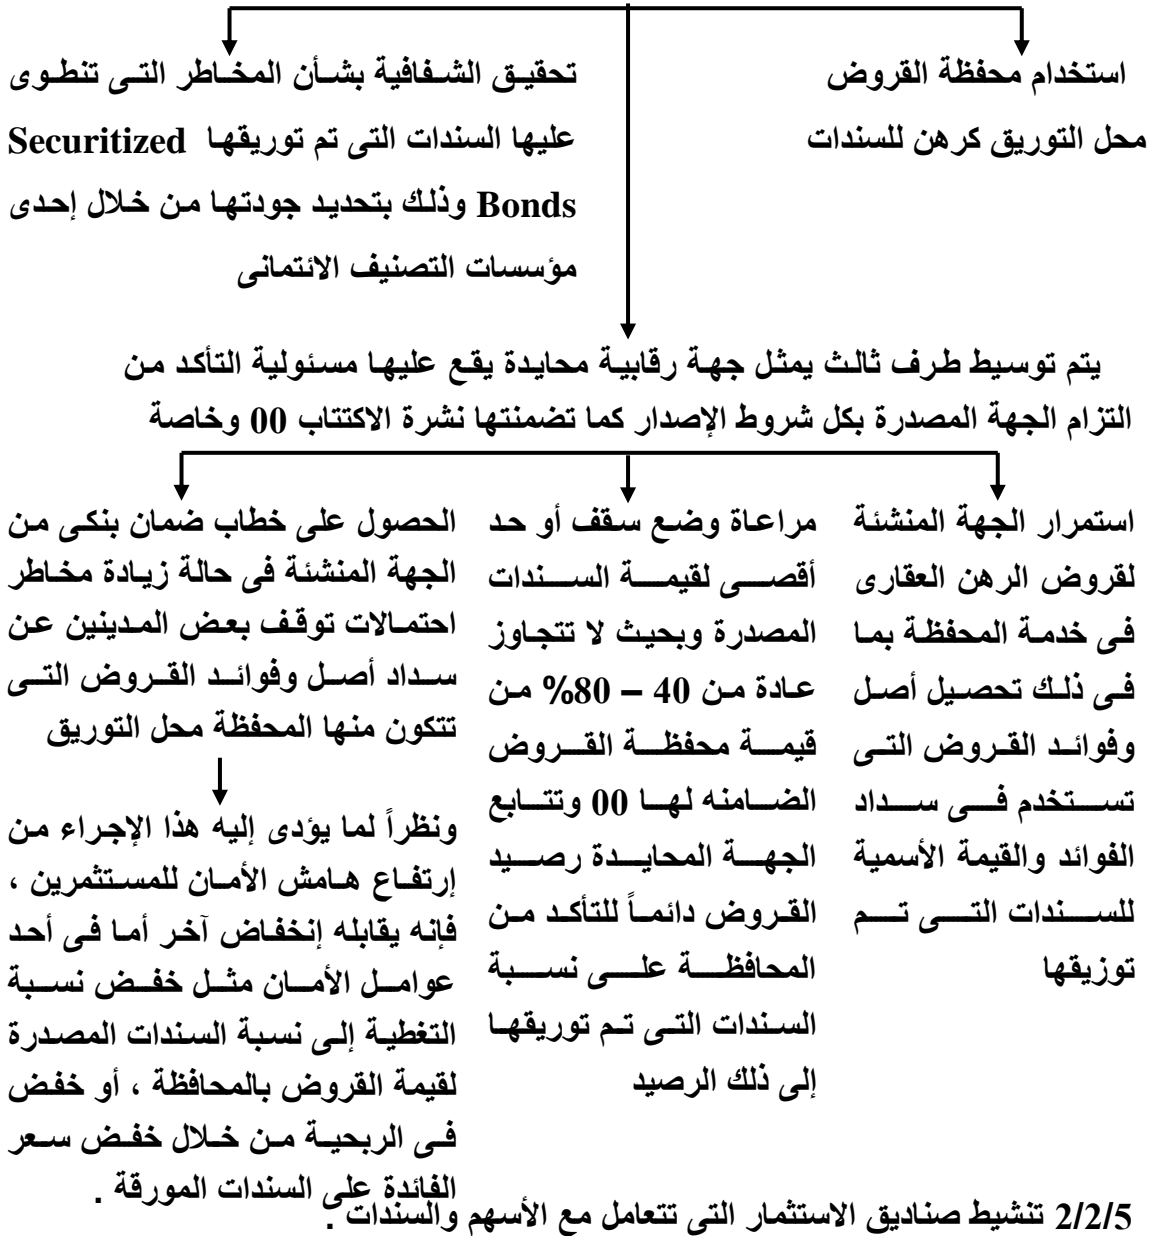 استخدام محفظة القروض
محل التوريق كرهن للسندات
تحقيق الشفافية بشأن المخاطر التى تنطوى
عليها السندات التى تم توريقها Securitized
Bonds وذلك بتحديد جودتها من خلال إحدى
مؤسسات التصنيف الائتمانى
يتم توسيط طرف ثالث يمثل جهة رقابية محايدة يقع عليها مسئولية التأكد من
التزام الجهة المصدرة بكل شروط الإصدار كما تضمنتها نشرة الاكتتاب 00 وخاصة
استمرار الجهة المنشئة
لقروض الرهن العقارى
فى خدمة المحفظة بما
فى ذلك تحصيل أصل
وفوائد القروض التى
تستخدم فى سداد
الفوائد والقيمة الأسمية
للسندات التى تم
توزيقها
مراعاة وضع سقف أو حد
أقصى لقيمة السندات
المصدرة وبحيث لا تتجاوز
عادة من 40 – 80% من
قيمة محفظة القروض
الضامنه لها 00 وتتابع
الجهة المحايدة رصيد
القروض دائماً للتأكد من
المحافظة على نسبة
السندات التى تم توريقها
إلى ذلك الرصيد
الحصول على خطاب ضمان بنكى من
الجهة المنشئة فى حالة زيادة مخاطر
احتمالات توقف بعض المدينين عن
سداد أصل وفوائد القروض التى
تتكون منها المحفظة محل التوريق
ونظراً لما يؤدى إليه هذا الإجراء من
إرتفاع هامش الأمان للمستثمرين ،
فإنه يقابله إنخفاض آخر أما فى أحد
عوامل الأمان مثل خفض نسبة
التغطية إلى نسبة السندات المصدرة
لقيمة القروض بالمحافظة ، أو خفض
فى الربحية من خلال خفض سعر
الفائدة على السندات المورقة .
2/2/5 تنشيط صناديق الاستثمار التى تتعامل مع الأسهم والسندات .